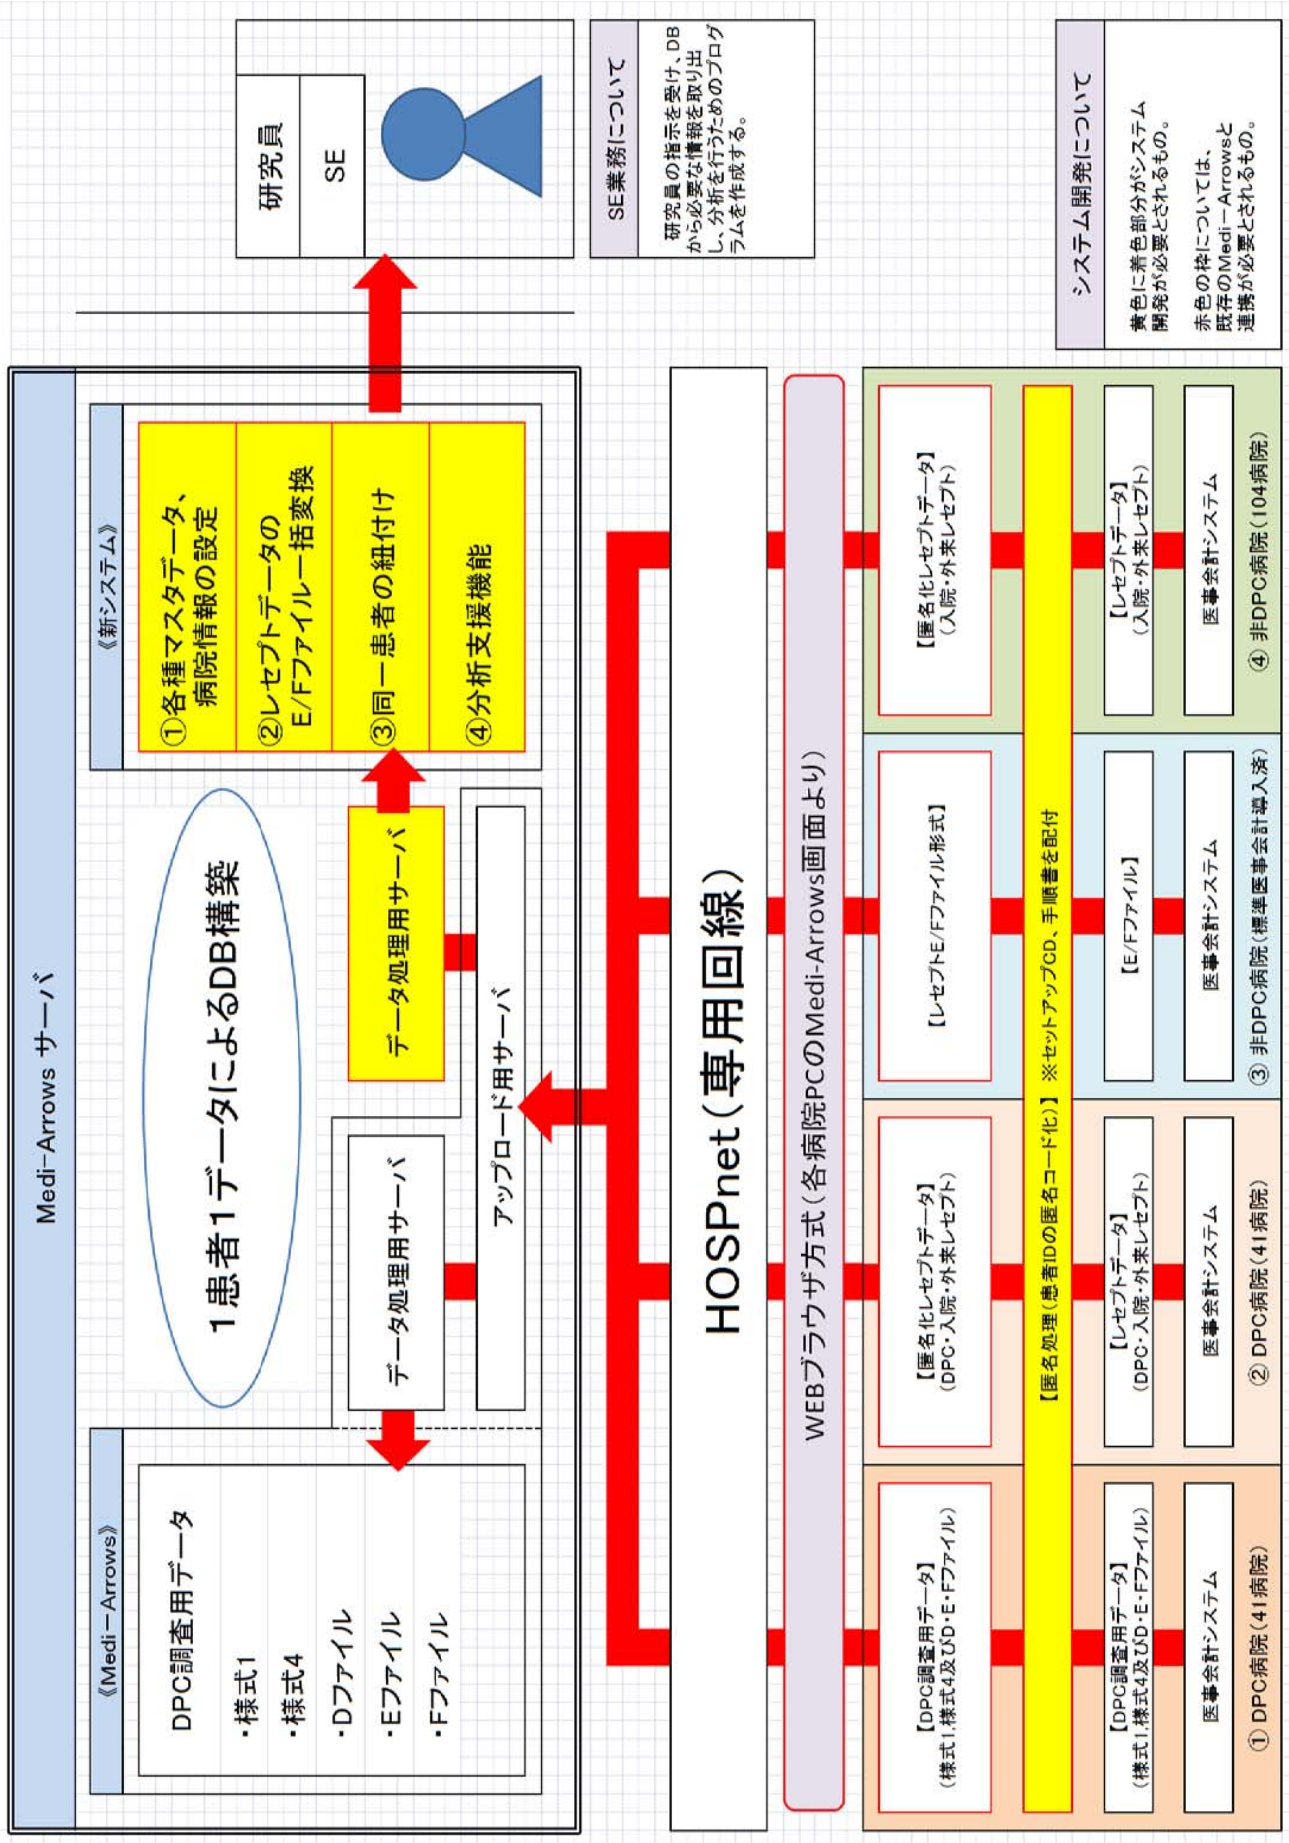 Medi-Arrows サーバ
《Medi－Arrows》
DPC調査用データ
・様式1
・様式4
・Dファイル
・Eファイル
・Fファイル
1患者1データによるDB構築
データ処理用サーバ
データ処理用サーバ
アップロード用サーバ
《新システム》
①各種マスタデータ、
病院情報の設定
②レセプトデータの
E/Fファイル一括変換
③同一患者の紐付け
④分析支援機能
研究員
SE
SE業務について
研究員の指示を受け、DB
から必要な情報を取り出
し、分析を行うためのプログ
ラムを作成する。
HOSPnet（専用回線）
WEBブラウザ方式（各病院PCのMedi-Arrows画面より）
【DPC調査用データ】
（様式1,様式4及びD・E・Fファイル）
【匿名化レセプトデータ】
（DPC・入院・外来レセプト）
【レセプトE/Fファイル形式】
【匿名化レセプトデータ】
（入院・外来レセプト）
【匿名処理（患者IDの匿名コード化）】 ※セットアップCD、手順書を配付
【DPC調査用データ】
（様式1,様式4及びD・E・Fファイル）
【レセプトデータ】
（DPC・入院・外来レセプト）
【E/Fファイル】
【レセプトデータ】
（入院・外来レセプト）
医事会計システム
医事会計システム
医事会計システム
医事会計システム
① DPC病院（41病院）
② DPC病院（41病院）
③ 非DPC病院（標準医事会計導入済）
④ 非DPC病院（104病院）
システム開発について
黄色に着色部分がシステム
開発が必要とされるもの。
赤色の枠については、
既存のMedi－Arrowsと
連携が必要とされるもの。